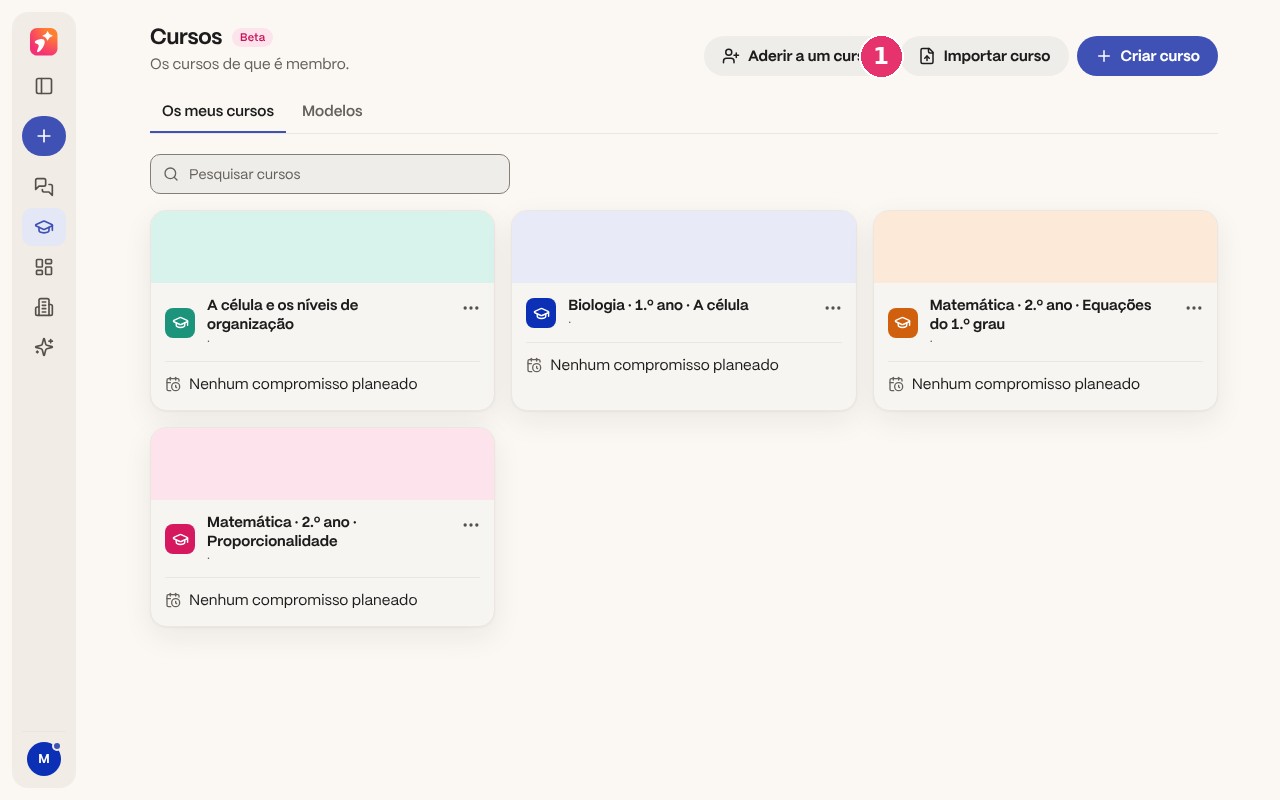 Cursos
Beta
Os cursos de que é membro.
Aderir a um
1
Importar curso
Criar curso
Os meus cursos
Modelos
Pesquisar cursos
A célula e os níveis de
organização
.
Nenhum compromisso planeado
Biologia · 1.º ano · A célula
.
Nenhum compromisso planeado
Matemática · 2.º ano · Equações
do 1.º grau
.
Nenhum compromisso planeado
Matemática · 2.º ano ·
Proporcionalidade
.
Nenhum compromisso planeado
M